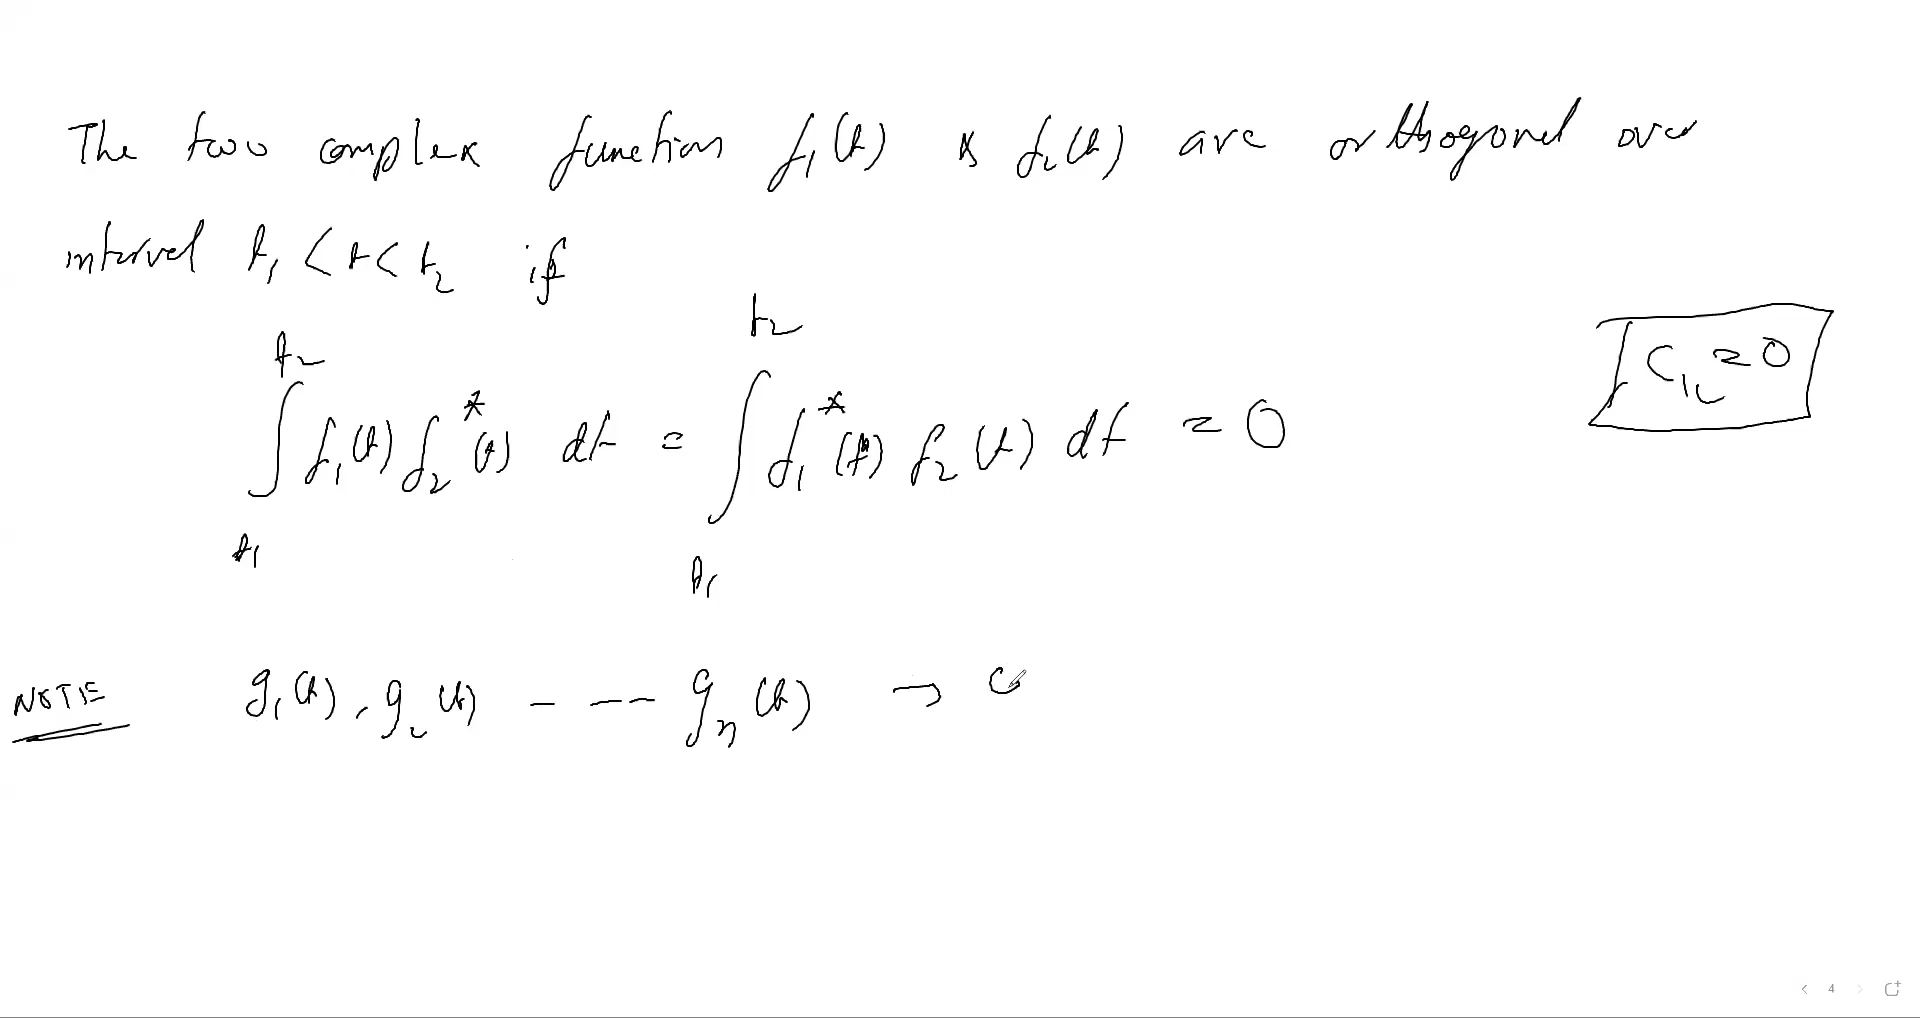 The two complex function f₁(t) & f₂(t) are orthogonal over
interval t₁ < t < t₂ if
∫_{t₁}^{t₂} f₁(t) f₂*(t) dt = ∫_{t₁}^{t₂} f₁*(t) f₂(t) dt = 0
C₁₂ = 0
NOTE g₁(t), g₂(t) - - - - gₙ(t) → c
4